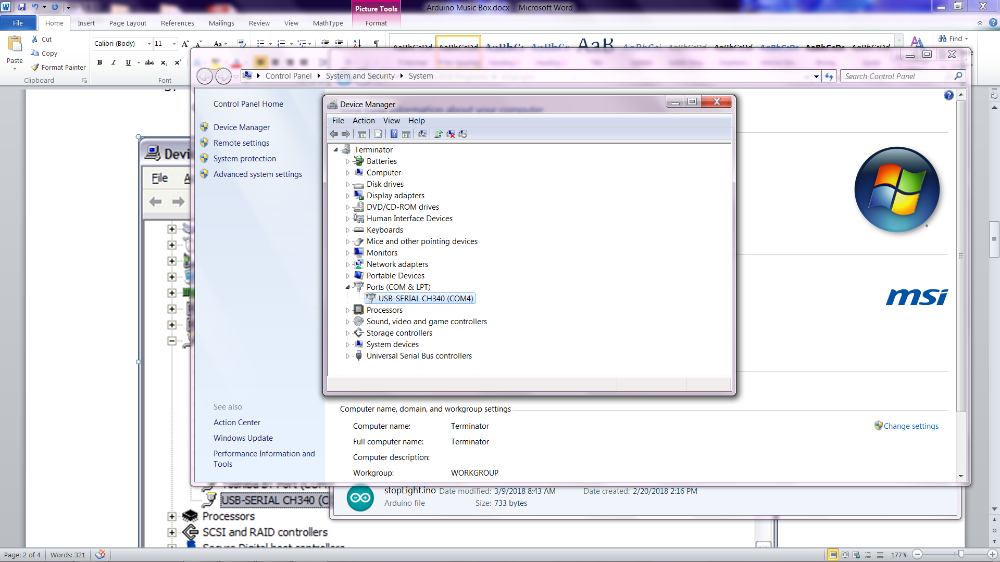 Arduino Music Box.docx - Microsoft Word
Picture Tools
File Home Insert Page Layout References Mailings Review View MathType Format
Cut
Copy
Format Painter
Paste
Clipboard
Calibri (Body) 11
Aa
B I U abc x₂ x²
Font
AaBbCcDd AaBbCcDd AaB
Find
Control Panel System and Security System
Search Control Panel
Control Panel Home
Device Manager
Remote settings
System protection
Advanced system settings
See also
Action Center
Windows Update
Performance Information and
Tools
Device Manager
File Action View Help
Terminator
Batteries
Computer
Disk drives
Display adapters
DVD/CD-ROM drives
Human Interface Devices
Keyboards
Mice and other pointing devices
Monitors
Network adapters
Portable Devices
Ports (COM & LPT)
USB-SERIAL CH340 (COM4)
Processors
Sound, video and game controllers
Storage controllers
System devices
Universal Serial Bus controllers
msi
Computer name, domain, and workgroup settings
Computer name: Terminator
Change settings
Full computer name: Terminator
Computer description:
Workgroup: WORKGROUP
stopLight.ino Date modified: 3/9/2018 8:43 AM Date created: 2/20/2018 2:16 PM
Arduino file Size: 733 bytes
Devi
File A
USB-SERIAL CH340 (C
Processors
SCSI and RAID controllers
Page: 2 of 4 Words: 321 177%